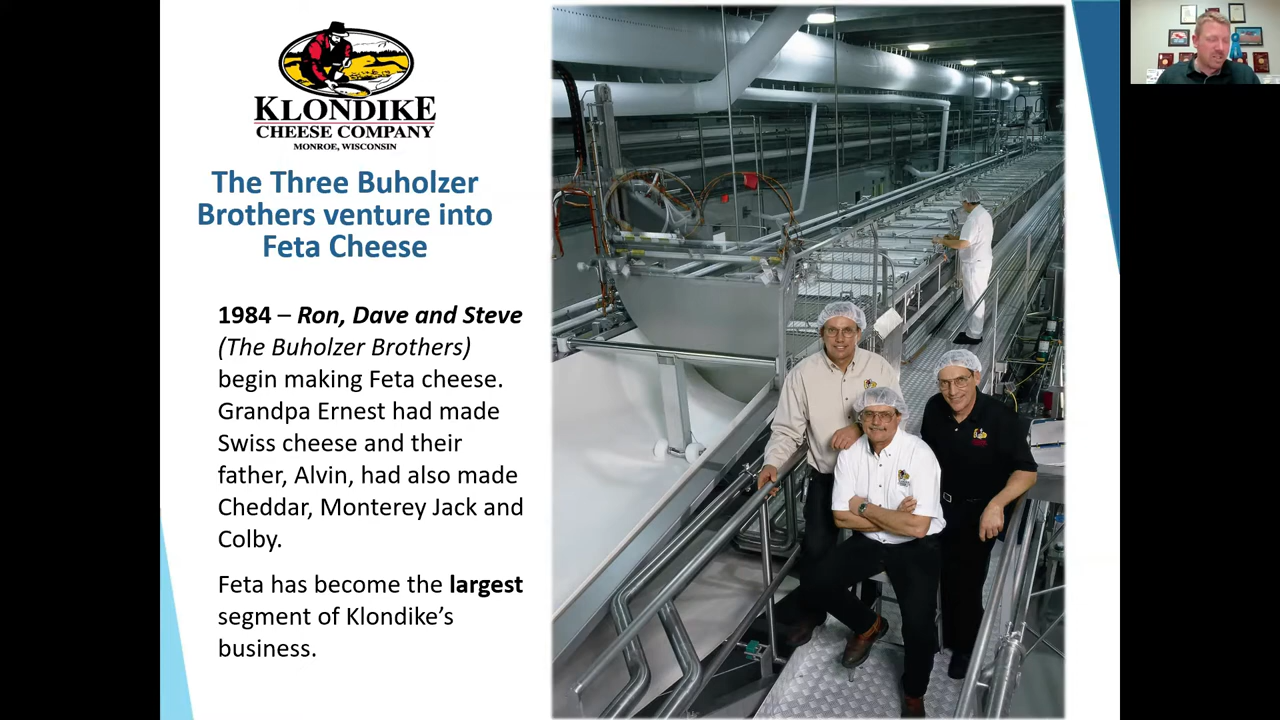 KLONDIKE
CHEESE COMPANY
MONROE, WISCONSIN
The Three Buholzer
Brothers venture into
Feta Cheese
1984 – Ron, Dave and Steve
(The Buholzer Brothers)
begin making Feta cheese.
Grandpa Ernest had made
Swiss cheese and their
father, Alvin, had also made
Cheddar, Monterey Jack and
Colby.
Feta has become the largest
segment of Klondike’s
business.